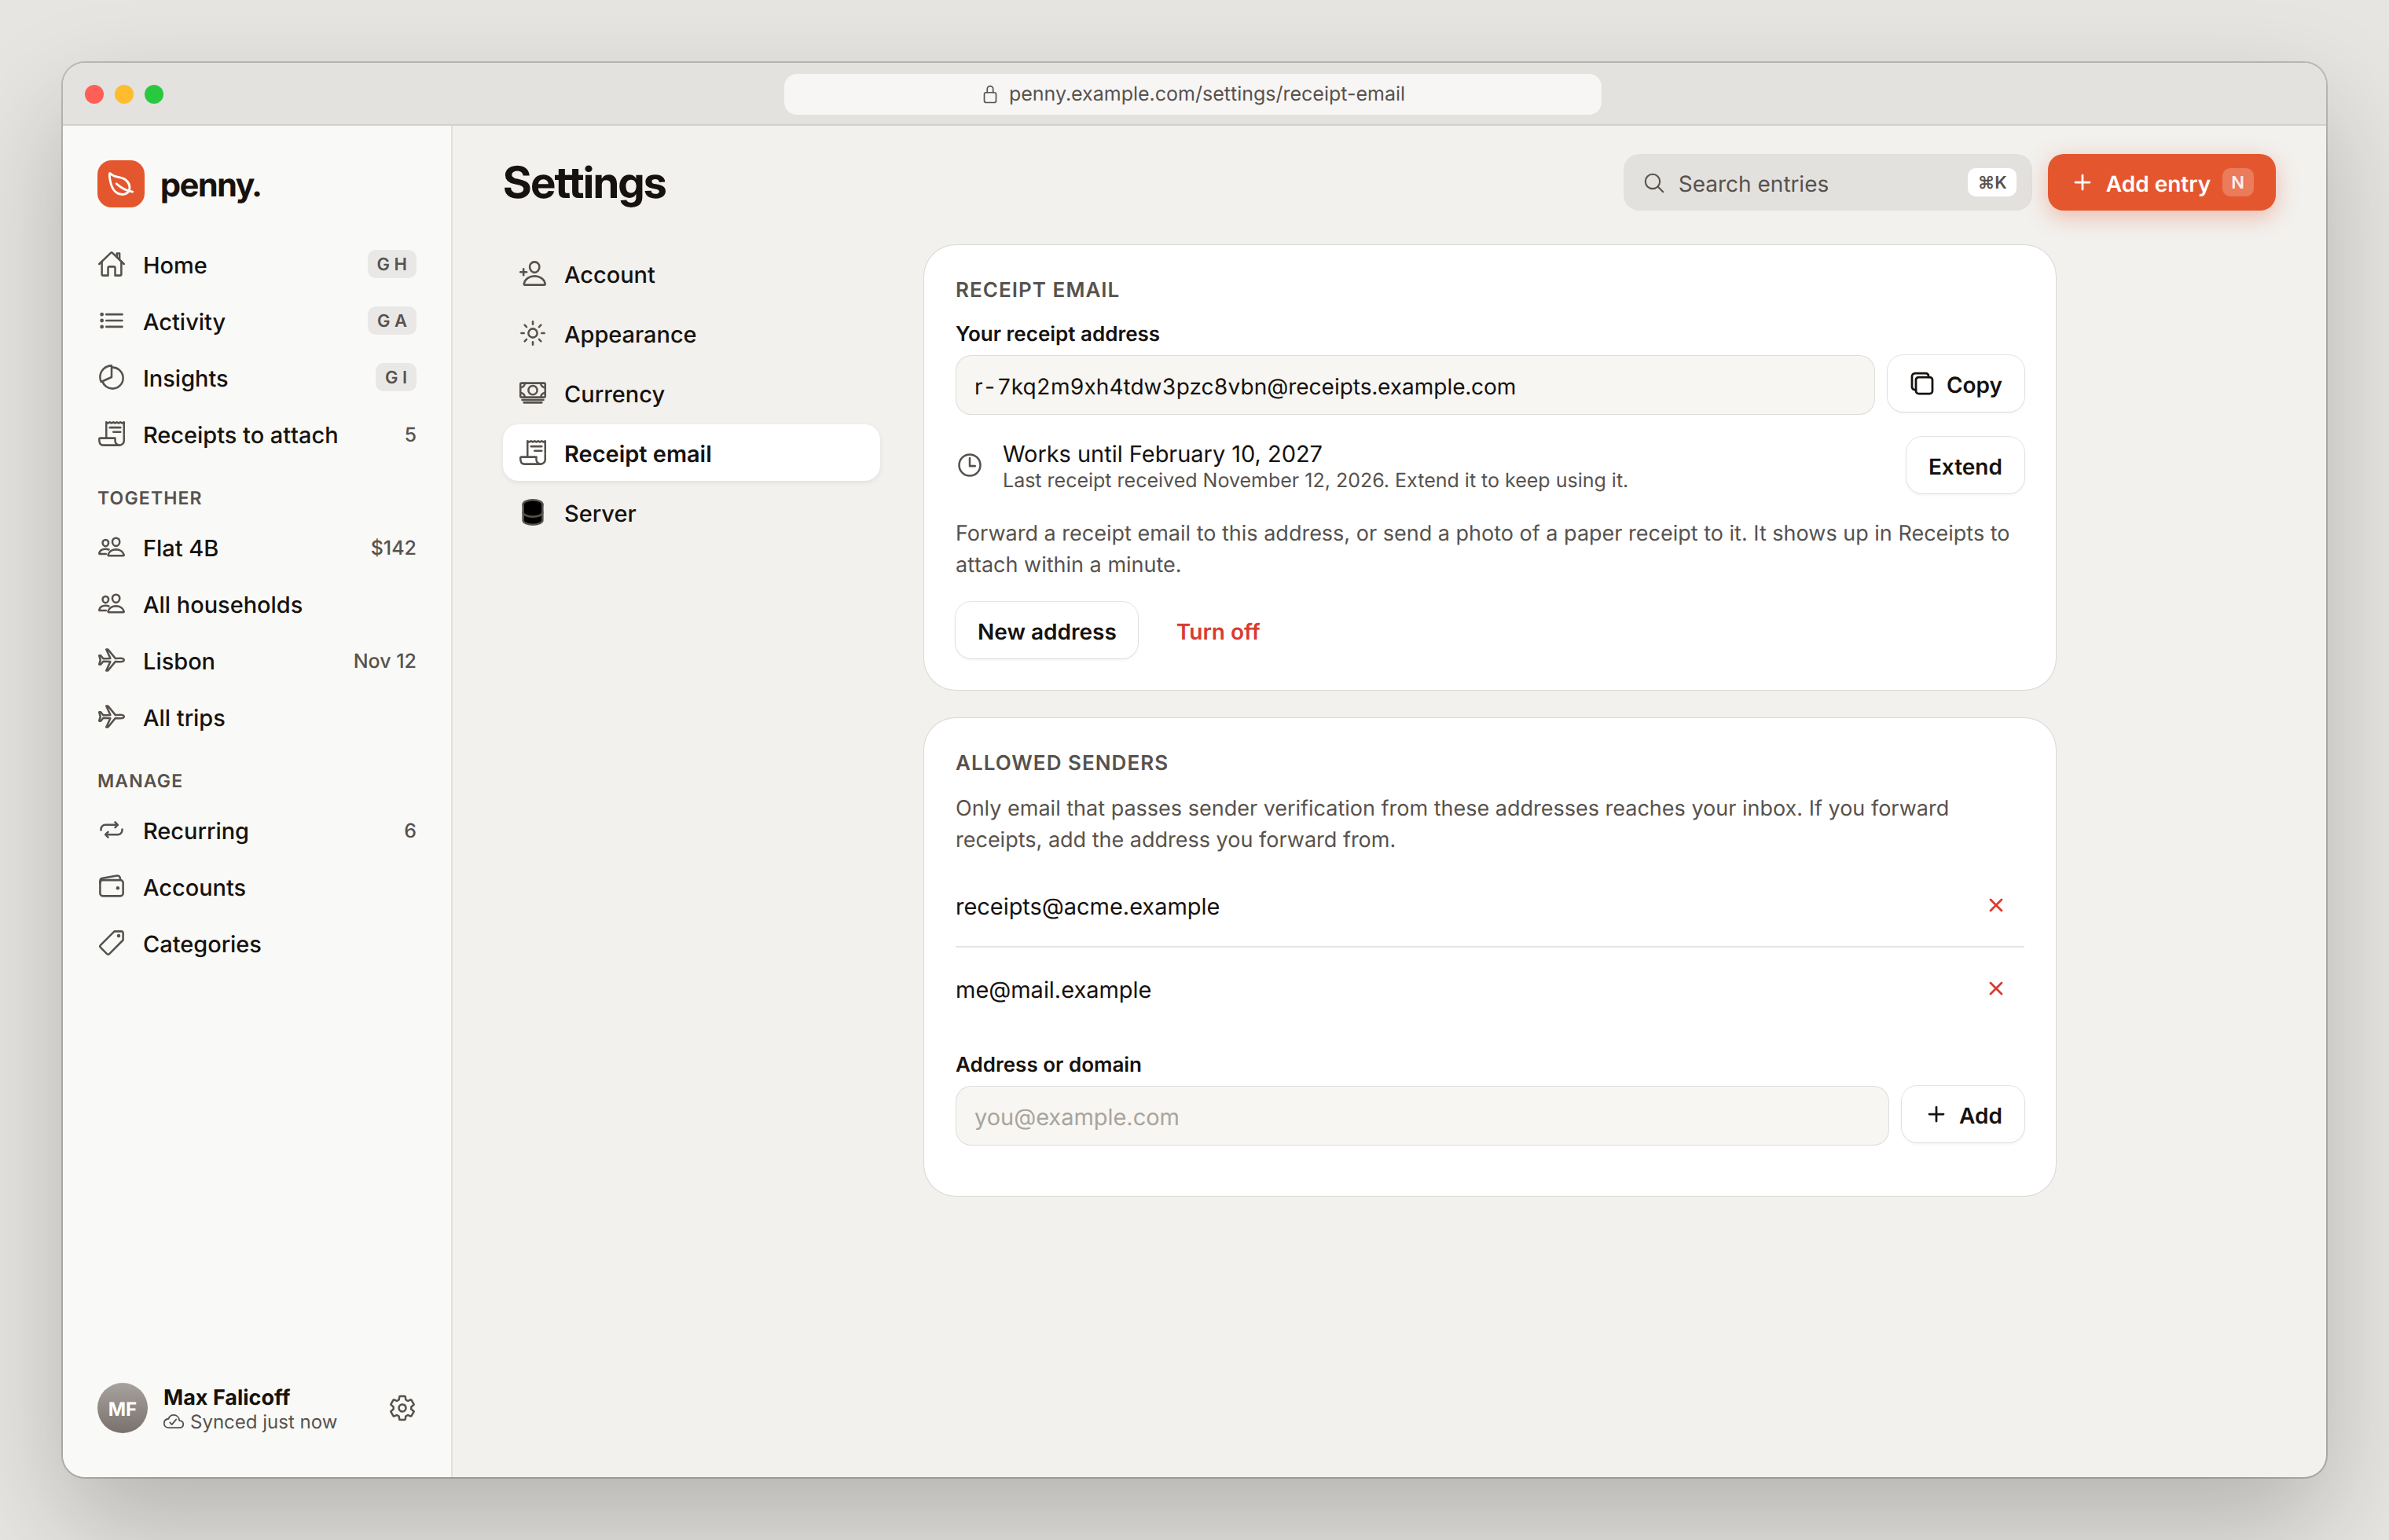 penny.example.com/settings/receipt-email
penny.
Home G H
Activity G A
Insights G I
Receipts to attach 5
TOGETHER
Flat 4B $142
All households
Lisbon Nov 12
All trips
MANAGE
Recurring 6
Accounts
Categories
MF
Max Falicoff
Synced just now
Settings
Search entries ⌘K
Add entry N
Account
Appearance
Currency
Receipt email
Server
RECEIPT EMAIL
Your receipt address
r-7kq2m9xh4tdw3pzc8vbn@receipts.example.com
Copy
Works until February 10, 2027
Last receipt received November 12, 2026. Extend it to keep using it.
Extend
Forward a receipt email to this address, or send a photo of a paper receipt to it. It shows up in Receipts to
attach within a minute.
New address
Turn off
ALLOWED SENDERS
Only email that passes sender verification from these addresses reaches your inbox. If you forward
receipts, add the address you forward from.
receipts@acme.example
me@mail.example
Address or domain
you@example.com
Add